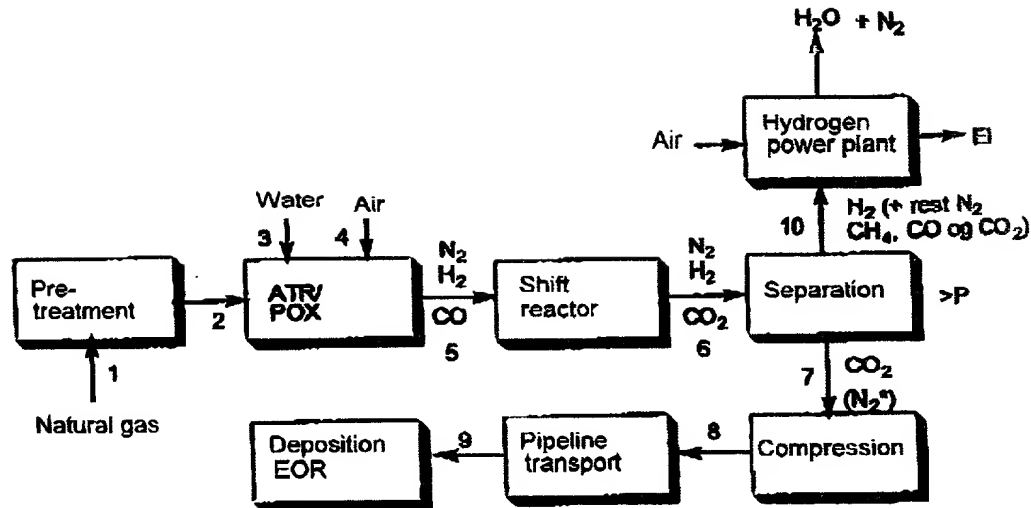 H₂O + N₂
Hydrogen
power plant
Air
El
Water
Air
3
4
10
H₂ (+ rest N₂
CH₄, CO og CO₂)
Pre-
treatment
2
ATR/
POX
N₂
H₂
CO
5
Shift
reactor
N₂
H₂
CO₂
6
Separation
>P
1
Natural gas
7
CO₂
(N₂*)
Deposition
EOR
9
Pipeline
transport
8
Compression